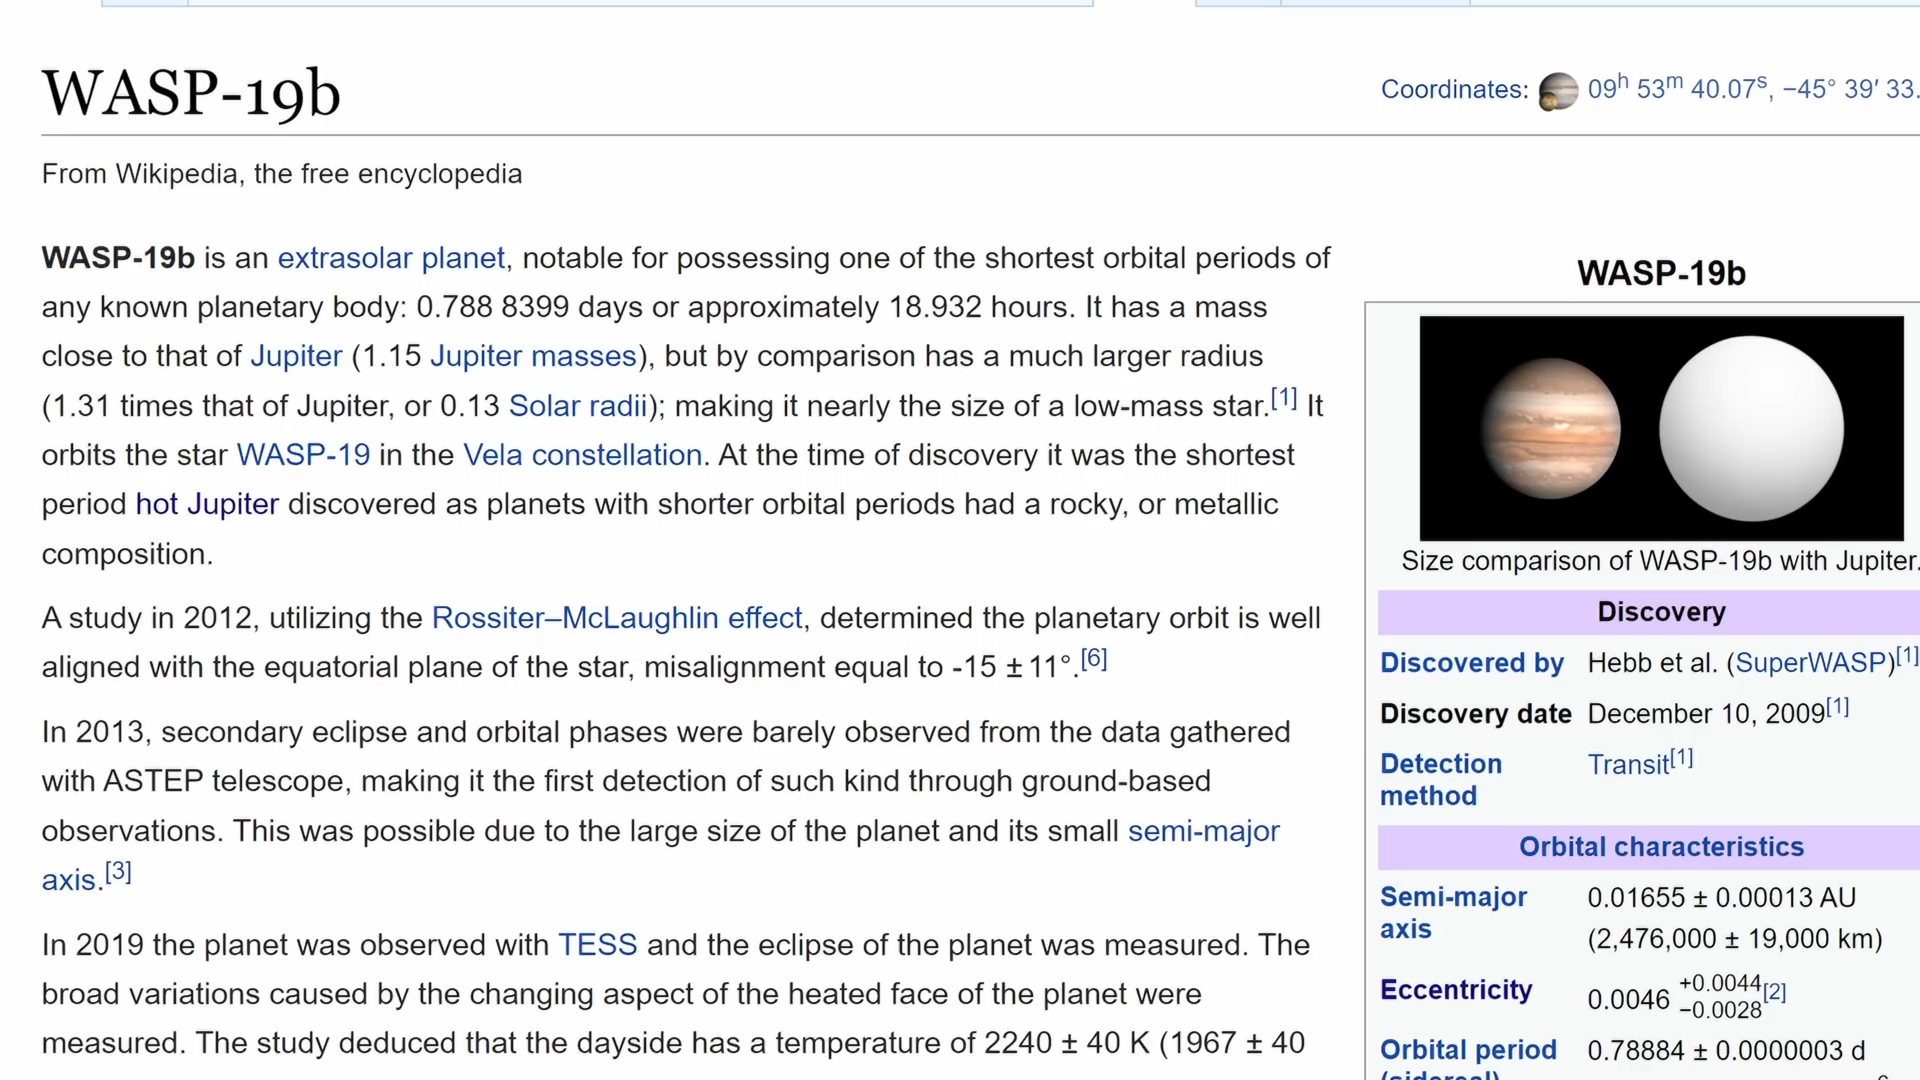 WASP-19b
Coordinates: 09h 53m 40.07s, −45° 39′ 33.
From Wikipedia, the free encyclopedia
WASP-19b is an extrasolar planet, notable for possessing one of the shortest orbital periods of
any known planetary body: 0.788 8399 days or approximately 18.932 hours. It has a mass
close to that of Jupiter (1.15 Jupiter masses), but by comparison has a much larger radius
(1.31 times that of Jupiter, or 0.13 Solar radii); making it nearly the size of a low-mass star.[1] It
orbits the star WASP-19 in the Vela constellation. At the time of discovery it was the shortest
period hot Jupiter discovered as planets with shorter orbital periods had a rocky, or metallic
composition.
A study in 2012, utilizing the Rossiter–McLaughlin effect, determined the planetary orbit is well
aligned with the equatorial plane of the star, misalignment equal to -15 ± 11°.[6]
In 2013, secondary eclipse and orbital phases were barely observed from the data gathered
with ASTEP telescope, making it the first detection of such kind through ground-based
observations. This was possible due to the large size of the planet and its small semi-major
axis.[3]
In 2019 the planet was observed with TESS and the eclipse of the planet was measured. The
broad variations caused by the changing aspect of the heated face of the planet were
measured. The study deduced that the dayside has a temperature of 2240 ± 40 K (1967 ± 40
WASP-19b
Size comparison of WASP-19b with Jupiter.
Discovery
Discovered by Hebb et al. (SuperWASP)[1]
Discovery date December 10, 2009[1]
Detection Transit[1]
method
Orbital characteristics
Semi-major 0.01655 ± 0.00013 AU
axis (2,476,000 ± 19,000 km)
Eccentricity 0.0046 +0.0044 −0.0028[2]
Orbital period 0.78884 ± 0.0000003 d
(sidereal)